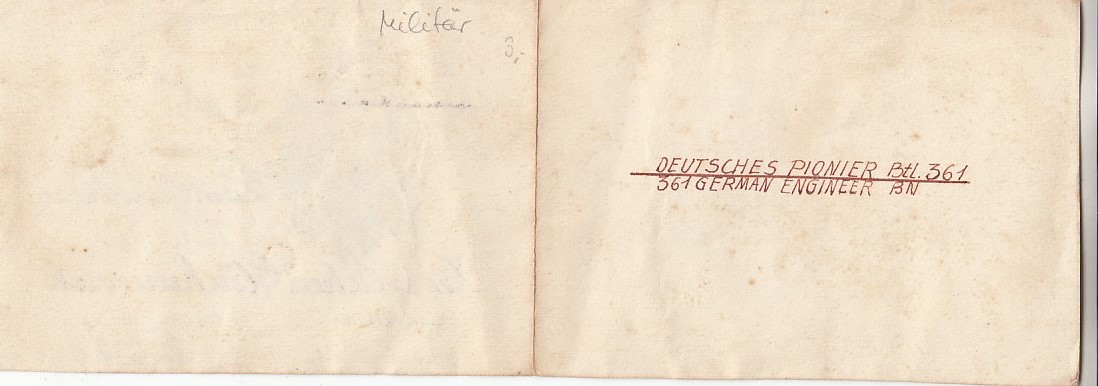 Militär
3,-
DEUTSCHES PIONIER Btl. 361
361 GERMAN ENGINEER BN